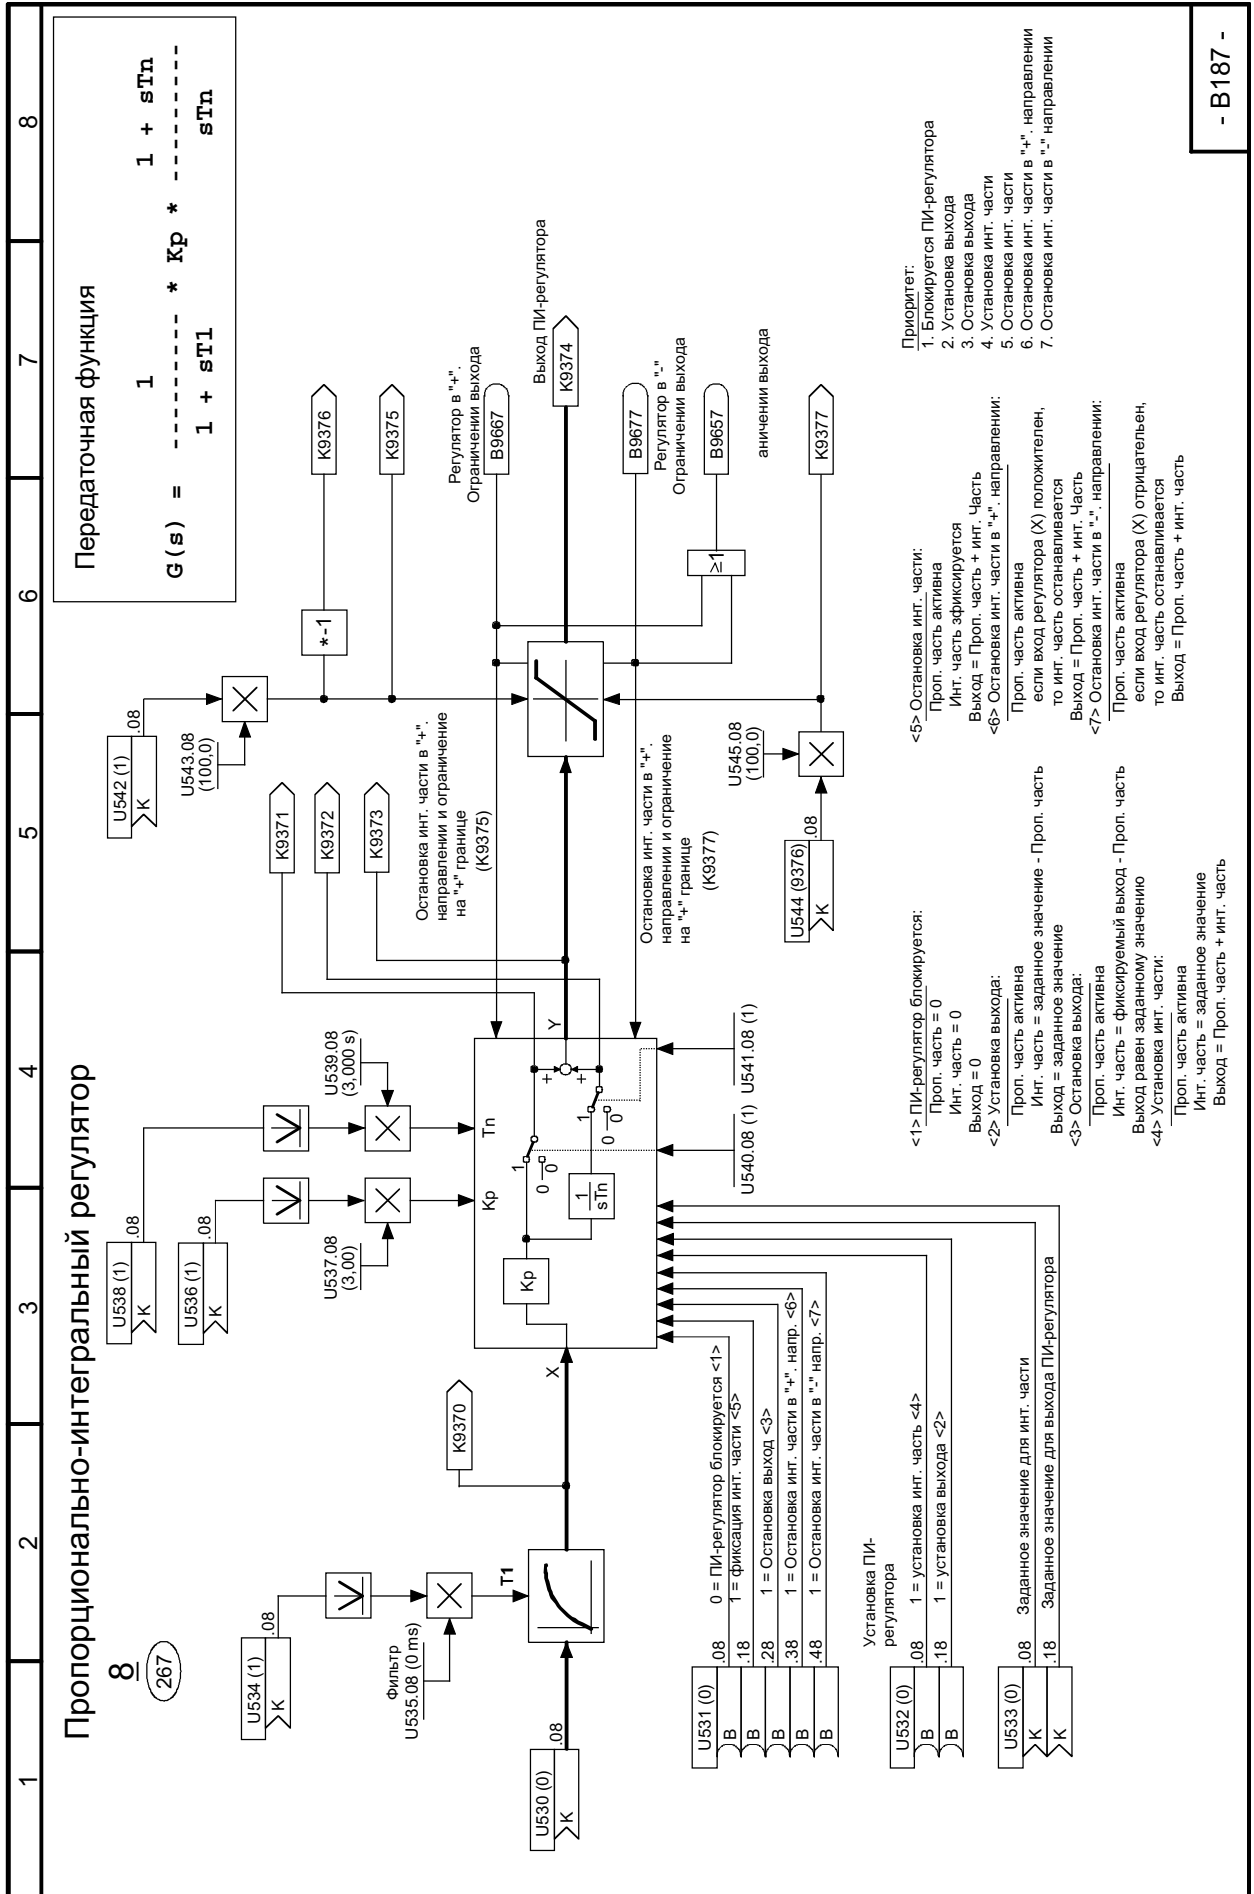 1 2 3 4 5 6 7 8
Пропорционально-интегральный регулятор
8
267
Передаточная функция
1 1 + sTn
G(s) = -------- * Kp * ----------
1 + sT1 sTn
U534 (1)
K
.08
Фильтр
U535.08 (0 ms)
T1
U530 (0)
K
.08
K9370
X
U538 (1)
K
.08
U536 (1)
K
.08
U537.08
(3,00)
U539.08
(3,000 s)
Kp
Tn
Kp
1
sTn
1
0
0
1
0
0
+
+
Y
U540.08 (1)
U541.08 (1)
K9371
K9372
K9373
U542 (1)
K
.08
U543.08
(100,0)
*-1
K9376
K9375
Остановка инт. части в "+".
направлении и ограничение
на "+" границе
(K9375)
Регулятор в "+".
Ограничении выхода
B9667
Выход ПИ-регулятора
K9374
Остановка инт. части в "+".
направлении и ограничение
на "+" границе
(K9377)
B9677
Регулятор в "-"
Ограничении выхода
≥1
B9657
аничении выхода
U545.08
(100,0)
U544 (9376)
K
.08
K9377
U531 (0)
B
.08
0 = ПИ-регулятор блокируется <1>
B
.18
1 = фиксация инт. части <5>
B
.28
1 = Остановка выход <3>
B
.38
1 = Остановка инт. части в "+". напр. <6>
B
.48
1 = Остановка инт. части в "-" напр. <7>
Установка ПИ-
регулятора
U532 (0)
B
.08
1 = установка инт. часть <4>
B
.18
1 = установка выхода <2>
U533 (0)
K
.08
Заданное значение для инт. части
K
.18
Заданное значение для выхода ПИ-регулятора
<1> ПИ-регулятор блокируется:
Проп. часть = 0
Инт. часть = 0
Выход = 0
<2> Установка выхода:
Проп. часть активна
Инт. часть = заданное значение - Проп. часть
Выход = заданное значение
<3> Остановка выхода:
Проп. часть активна
Инт. часть = фиксируемый выход - Проп. часть
Выход равен заданному значению
<4> Установка инт. части:
Проп. часть активна
Инт. часть = заданное значение
Выход = Проп. часть + инт. часть
<5> Остановка инт. части:
Проп. часть активна
Инт. часть зфиксируется
Выход = Проп. часть + инт. Часть
<6> Остановка инт. части в "+". направлении:
Проп. часть активна
если вход регулятора (X) положителен,
то инт. часть останавливается
Выход = Проп. часть + инт. Часть
<7> Остановка инт. части в "-". направлении:
Проп. часть активна
если вход регулятора (X) отрицательен,
то инт. часть останавливается
Выход = Проп. часть + инт. часть
Приоритет:
1. Блокируется ПИ-регулятора
2. Установка выхода
3. Остановка выхода
4. Установка инт. части
5. Остановка инт. части
6. Остановка инт. части в "+". направлении
7. Остановка инт. части в "-" направлении
- B187 -